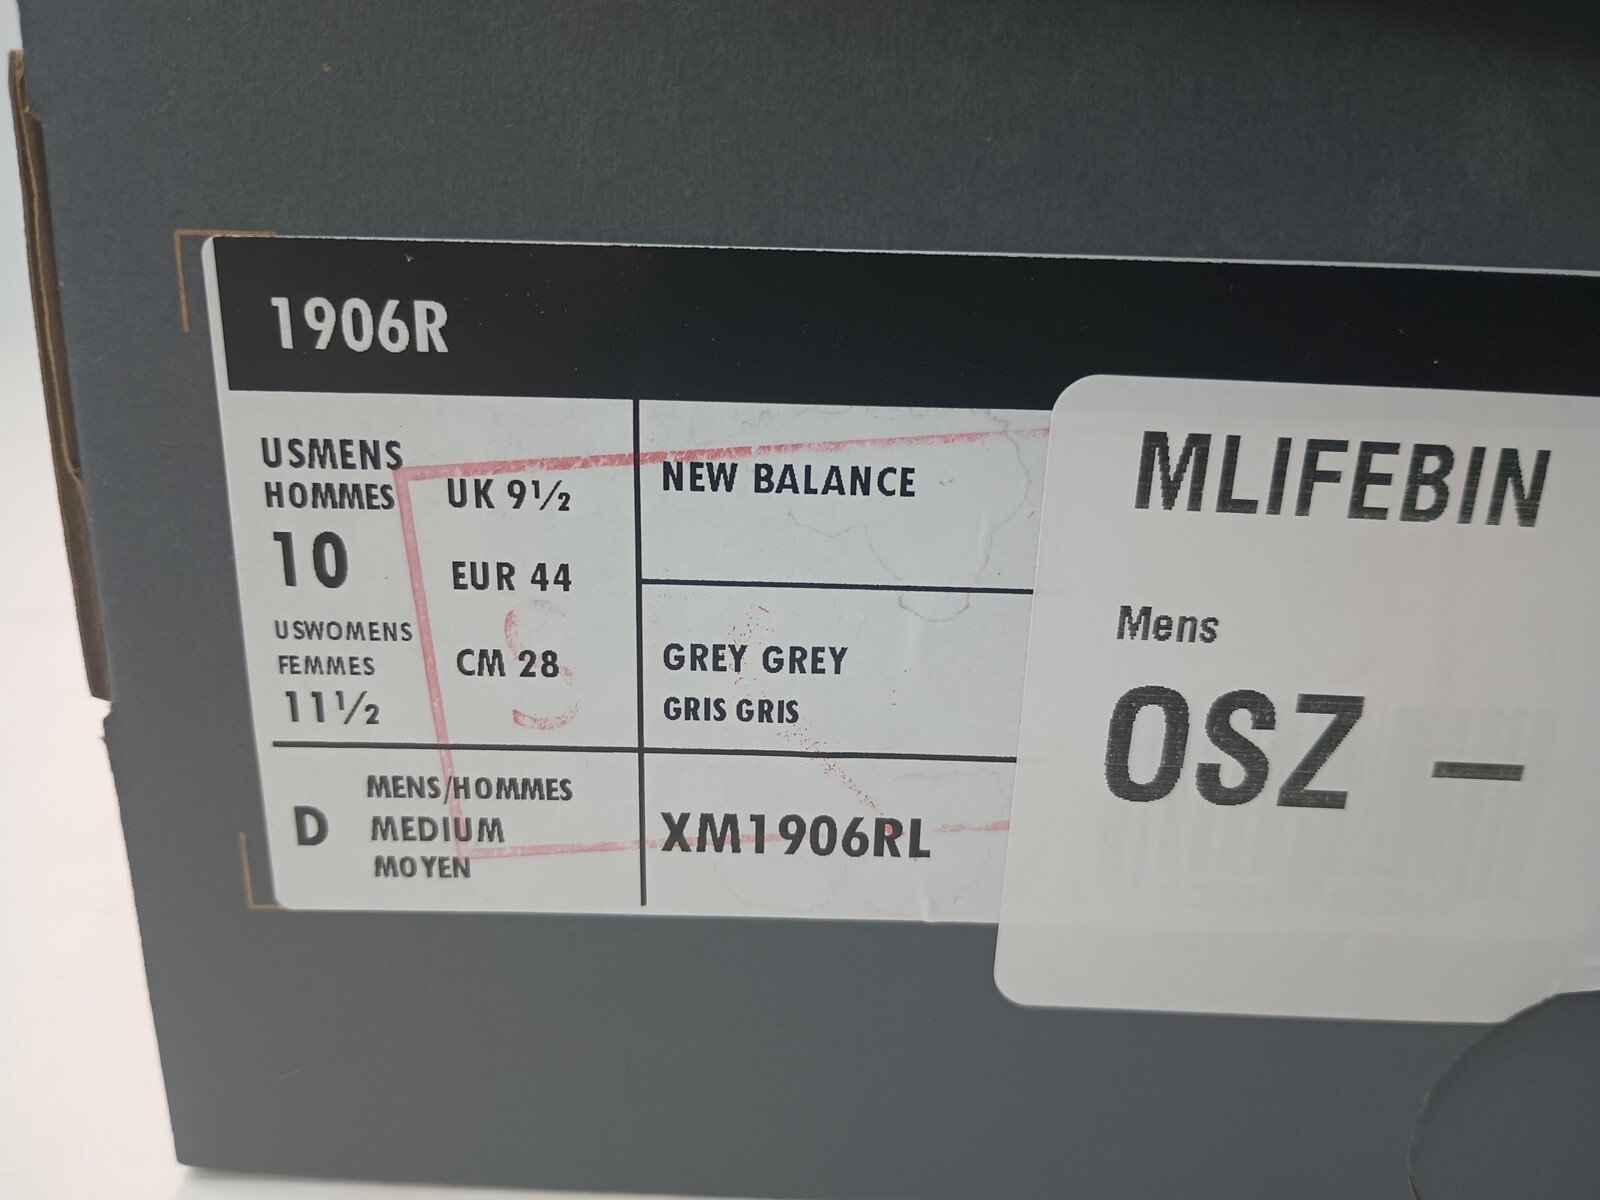 1906R
USMENS
HOMMES
10
USWOMENS
FEMMES
11½
UK 9½
EUR 44
CM 28
D
MENS/HOMMES
MEDIUM
MOYEN
NEW BALANCE
GREY GREY
GRIS GRIS
XM1906RL
S
MLIFEBIN
Mens
OSZ –